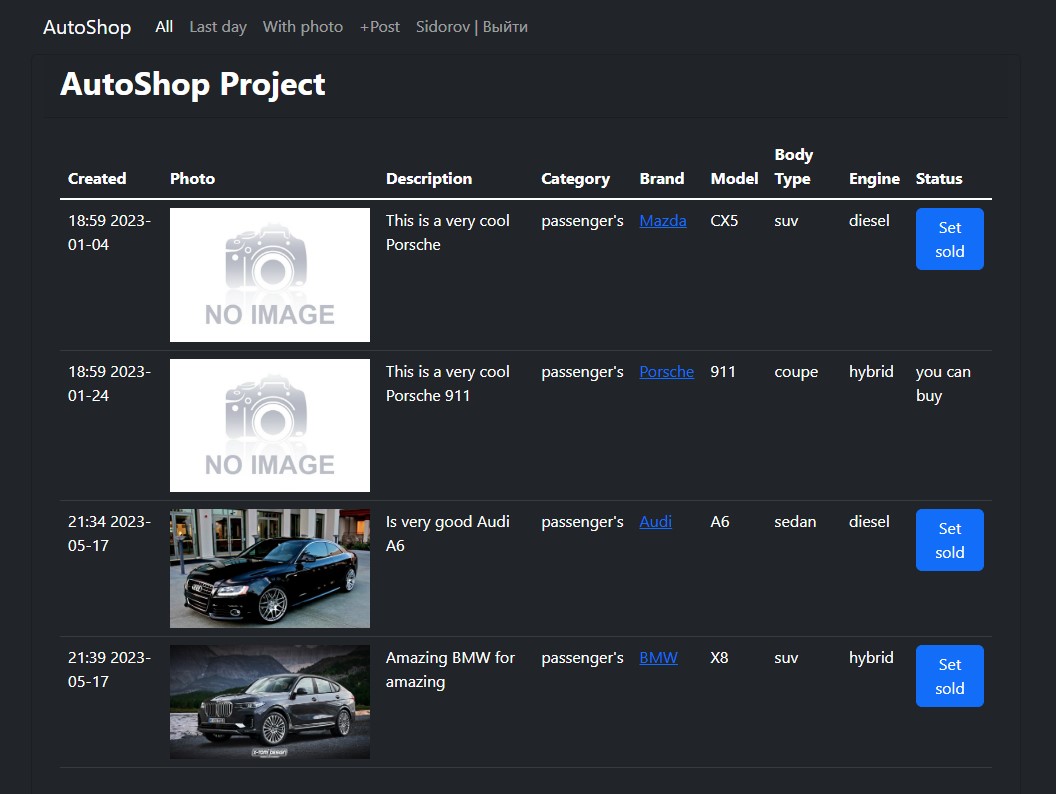 AutoShop All Last day With photo +Post Sidorov | Выйти
AutoShop Project
Body
Created Photo Description Category Brand Model Type Engine Status
18:59 2023- This is a very cool passenger's Mazda CX5 suv diesel Set
01-04 Porsche sold
NO IMAGE
18:59 2023- This is a very cool passenger's Porsche 911 coupe hybrid you can
01-24 Porsche 911 buy
NO IMAGE
21:34 2023- Is very good Audi passenger's Audi A6 sedan diesel Set
05-17 A6 sold
21:39 2023- Amazing BMW for passenger's BMW X8 suv hybrid Set
05-17 amazing sold